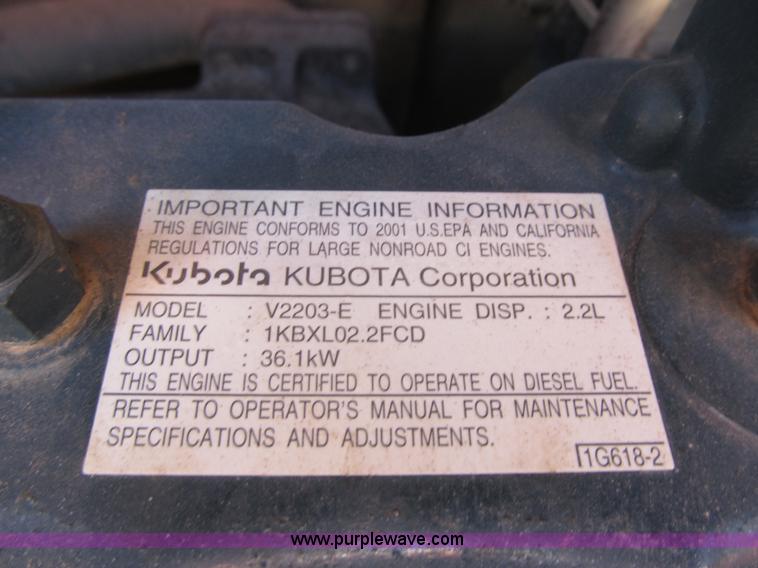 IMPORTANT ENGINE INFORMATION
THIS ENGINE CONFORMS TO 2001 U.S.EPA AND CALIFORNIA
REGULATIONS FOR LARGE NONROAD CI ENGINES.
Kubota KUBOTA Corporation
MODEL : V2203-E ENGINE DISP. : 2.2L
FAMILY : 1KBXL02.2FCD
OUTPUT : 36.1kW
THIS ENGINE IS CERTIFIED TO OPERATE ON DIESEL FUEL.
REFER TO OPERATOR'S MANUAL FOR MAINTENANCE
SPECIFICATIONS AND ADJUSTMENTS.
1G618-2
www.purplewave.com